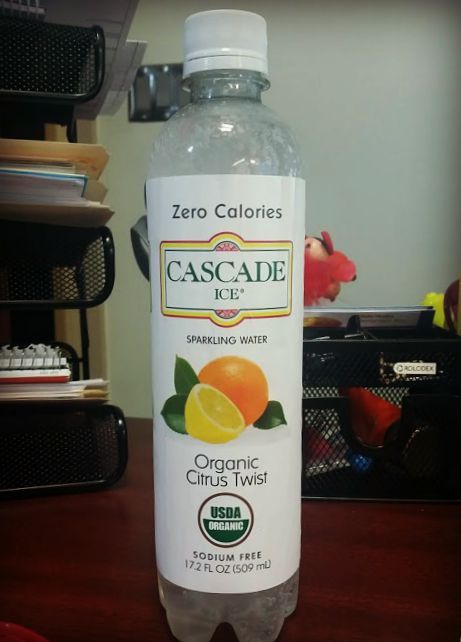 Zero Calories
CASCADE
ICE®
SPARKLING WATER
Organic
Citrus Twist
USDA
ORGANIC
SODIUM FREE
17.2 FL OZ (509 mL)
ROLODEX